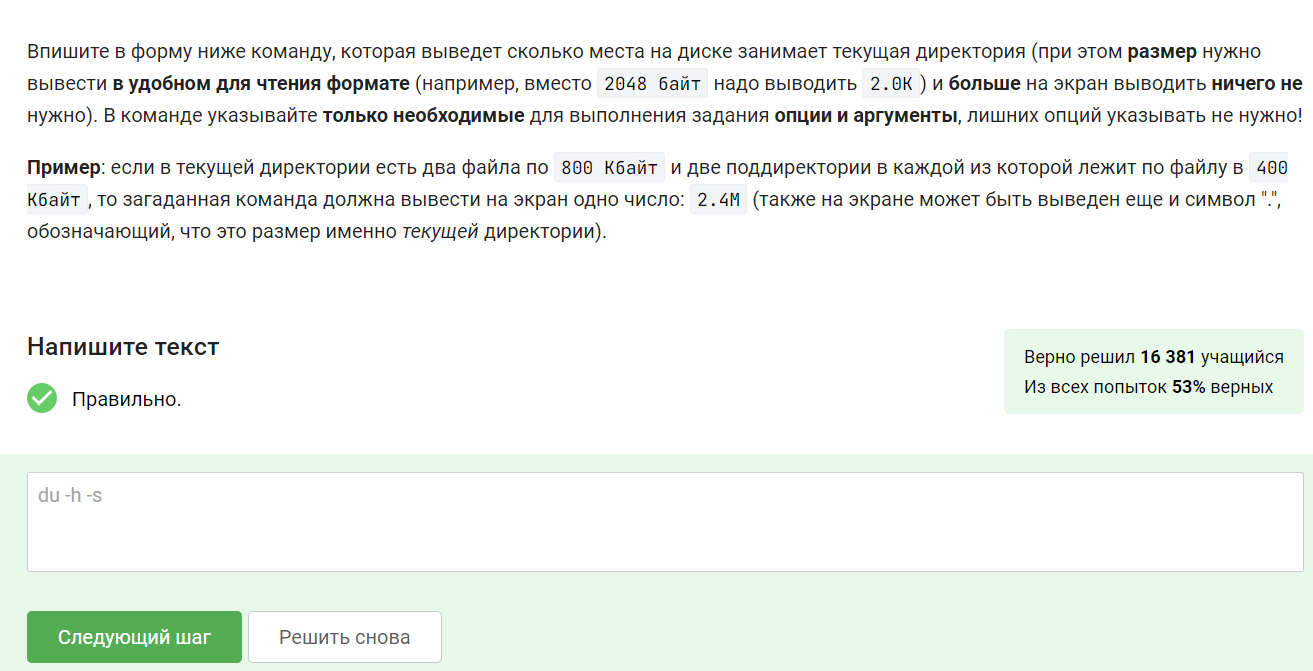 Впишите в форму ниже команду, которая выведет сколько места на диске занимает текущая директория (при этом размер нужно
вывести в удобном для чтения формате (например, вместо 2048 байт надо выводить 2.0K ) и больше на экран выводить ничего не
нужно). В команде указывайте только необходимые для выполнения задания опции и аргументы, лишних опций указывать не нужно!
Пример: если в текущей директории есть два файла по 800 Кбайт и две поддиректории в каждой из которой лежит по файлу в 400
Кбайт , то загаданная команда должна вывести на экран одно число: 2.4M (также на экране может быть выведен еще и символ ".",
обозначающий, что это размер именно текущей директории).
Напишите текст
Правильно.
Верно решил 16 381 учащийся
Из всех попыток 53% верных
du -h -s
Следующий шаг
Решить снова